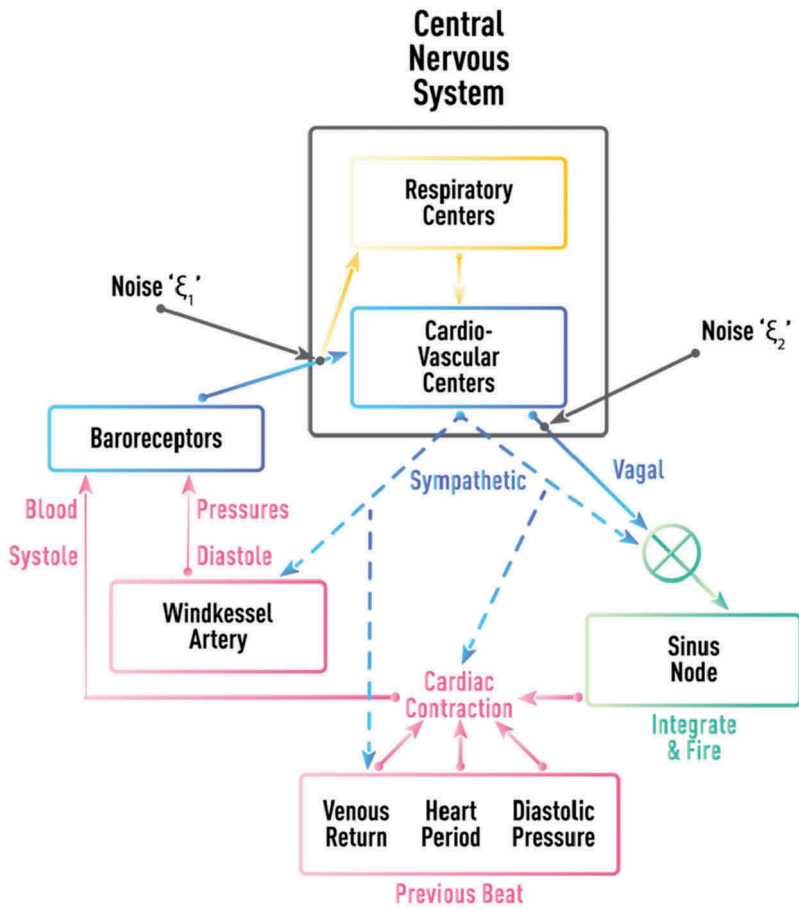 Central
Nervous
System
Respiratory
Centers
Noise ‘ξ1’
Cardio-
Vascular
Centers
Noise ‘ξ2’
Baroreceptors
Sympathetic
Vagal
Blood
Pressures
Systole
Diastole
Windkessel
Artery
Sinus
Node
Cardiac
Contraction
Integrate
& Fire
Venous
Return
Heart
Period
Diastolic
Pressure
Previous Beat